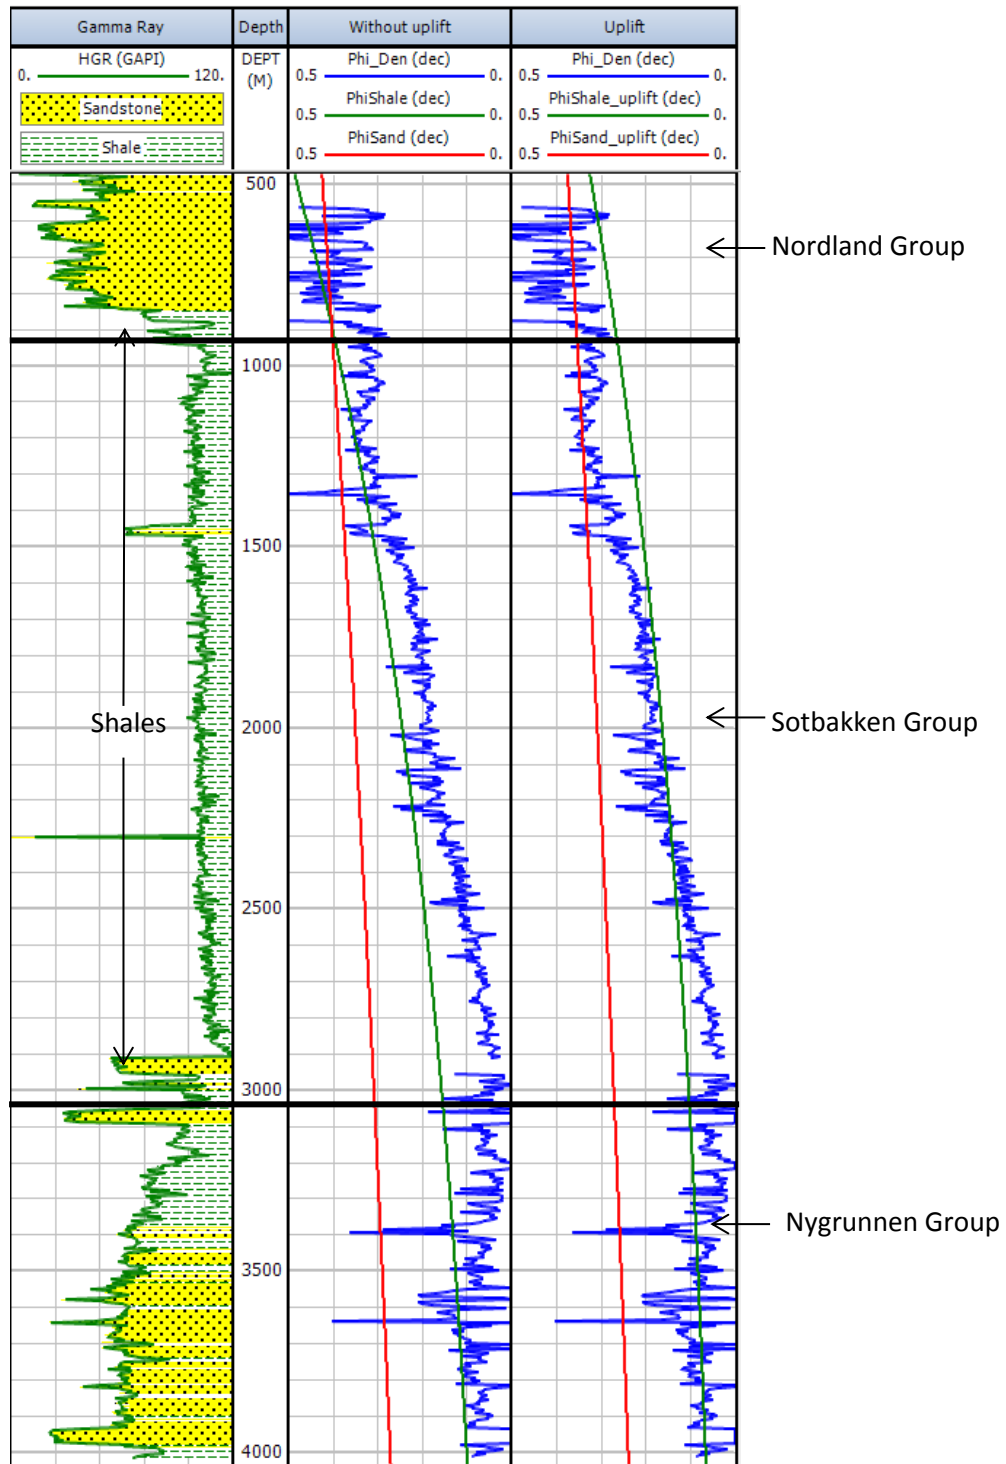 Gamma Ray
Depth
Without uplift
Uplift
HGR (GAPI)
0. 120.
Sandstone
Shale
DEPT
(M)
Phi_Den (dec)
0.5 0.
PhiShale (dec)
0.5 0.
PhiSand (dec)
0.5 0.
Phi_Den (dec)
0.5 0.
PhiShale_uplift (dec)
0.5 0.
PhiSand_uplift (dec)
0.5 0.
500
Nordland Group
1000
1500
Shales
2000
Sotbakken Group
2500
3000
Nygrunnen Group
3500
4000